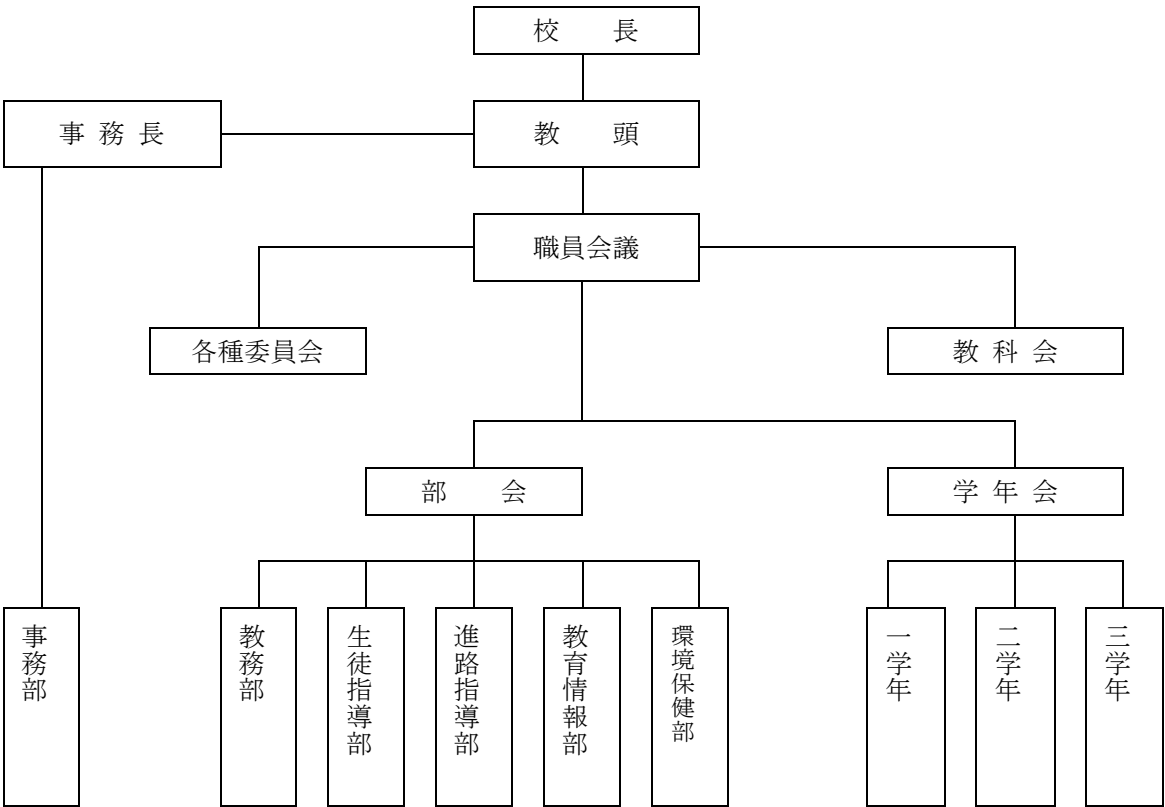 校　　長
事 務 長
教　　頭
職員会議
各種委員会
教 科 会
部　　会
学 年 会
事務部
教務部
生徒指導部
進路指導部
教育情報部
環境保健部
一学年
二学年
三学年